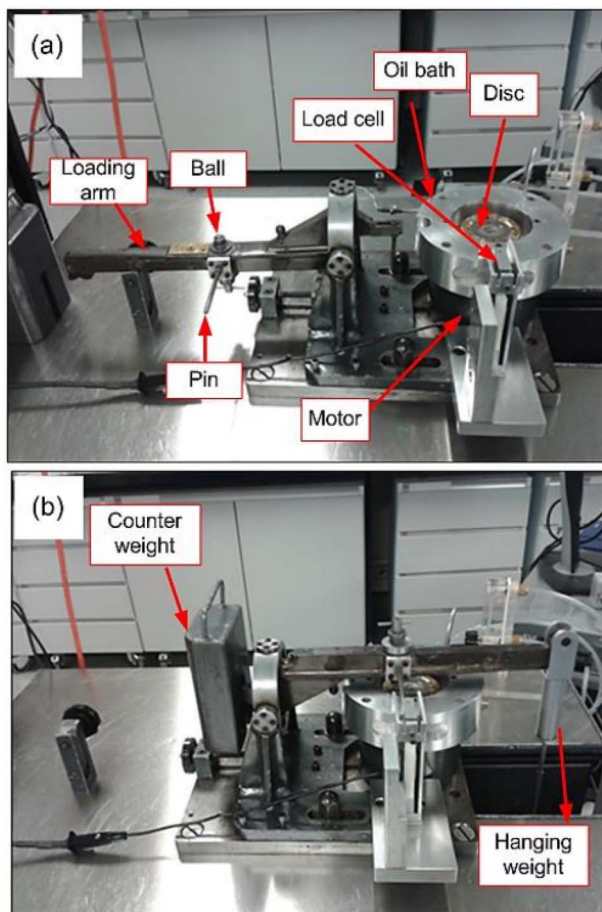 (a)
Oil bath
Disc
Load cell
Loading
arm
Ball
Pin
Motor
(b)
Counter
weight
Hanging
weight